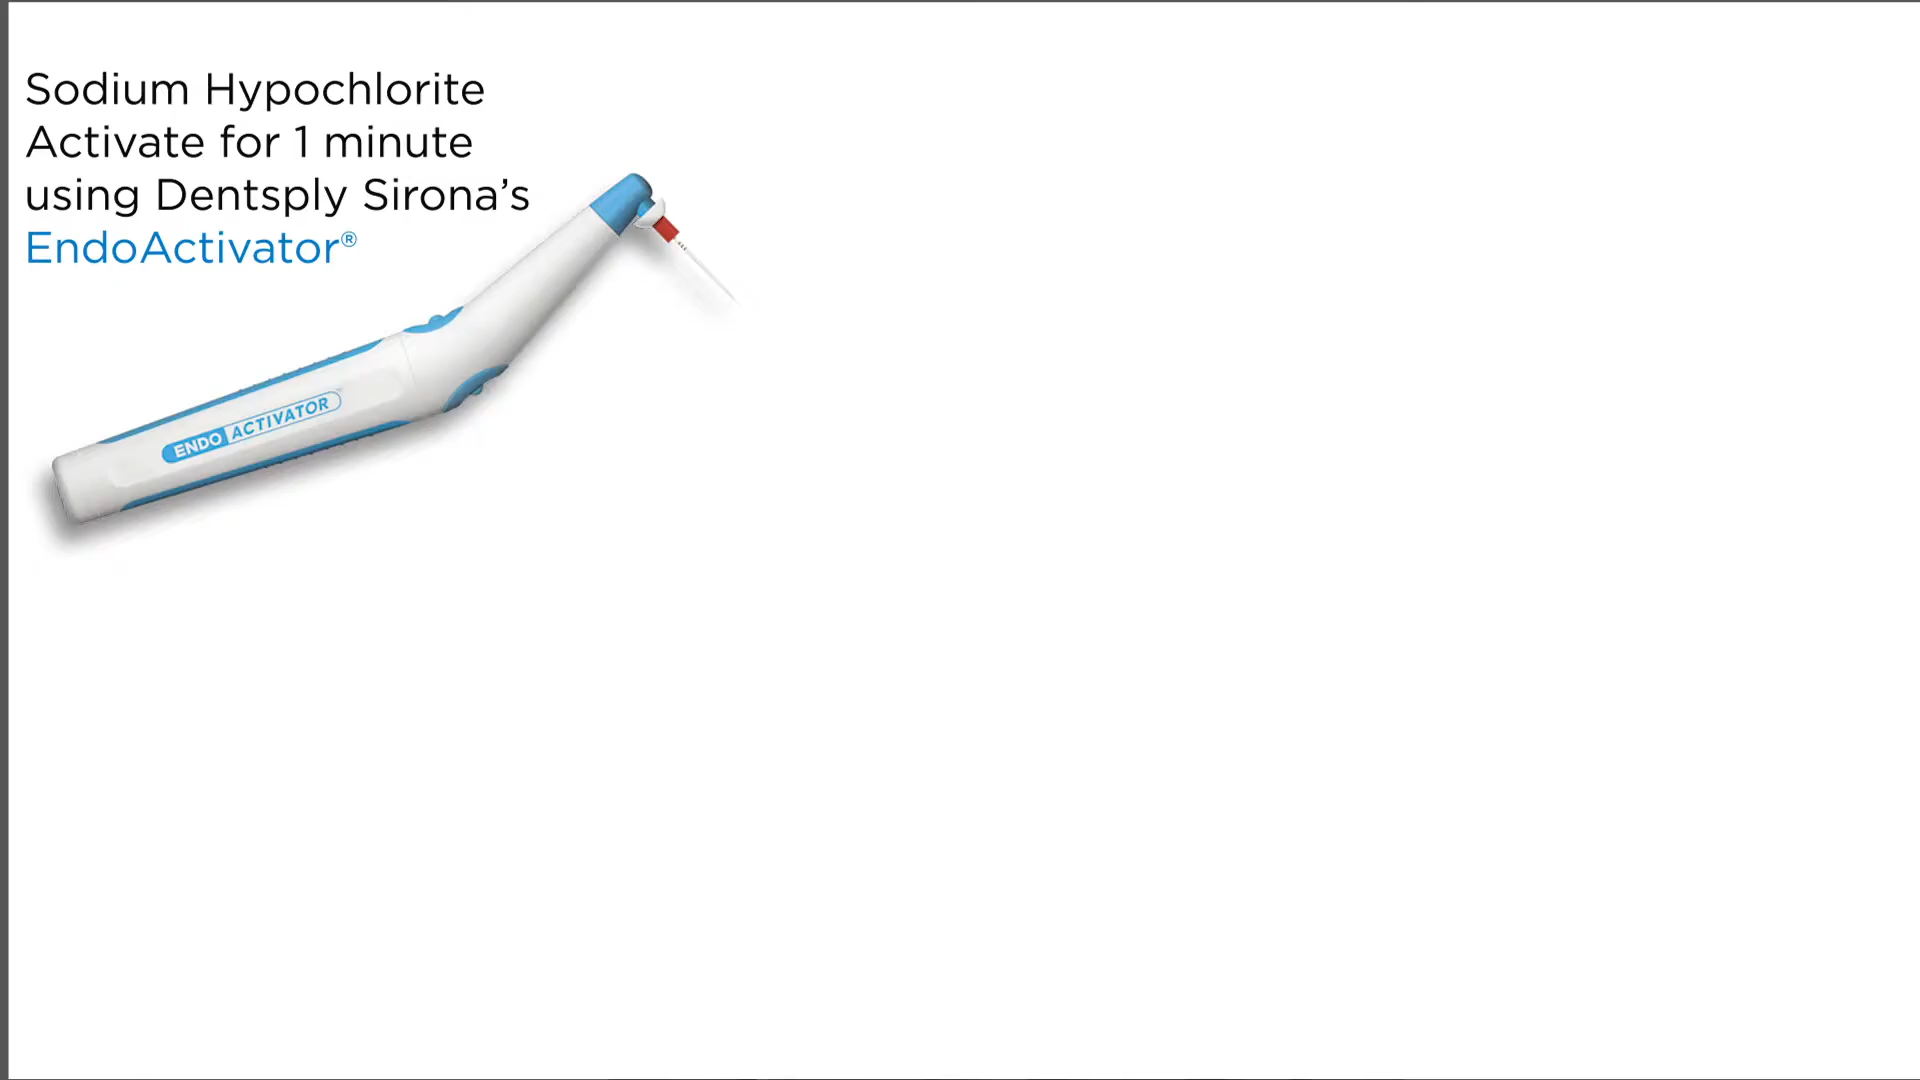 Sodium Hypochlorite
Activate for 1 minute
using Dentsply Sirona’s
EndoActivator®
ENDO ACTIVATOR